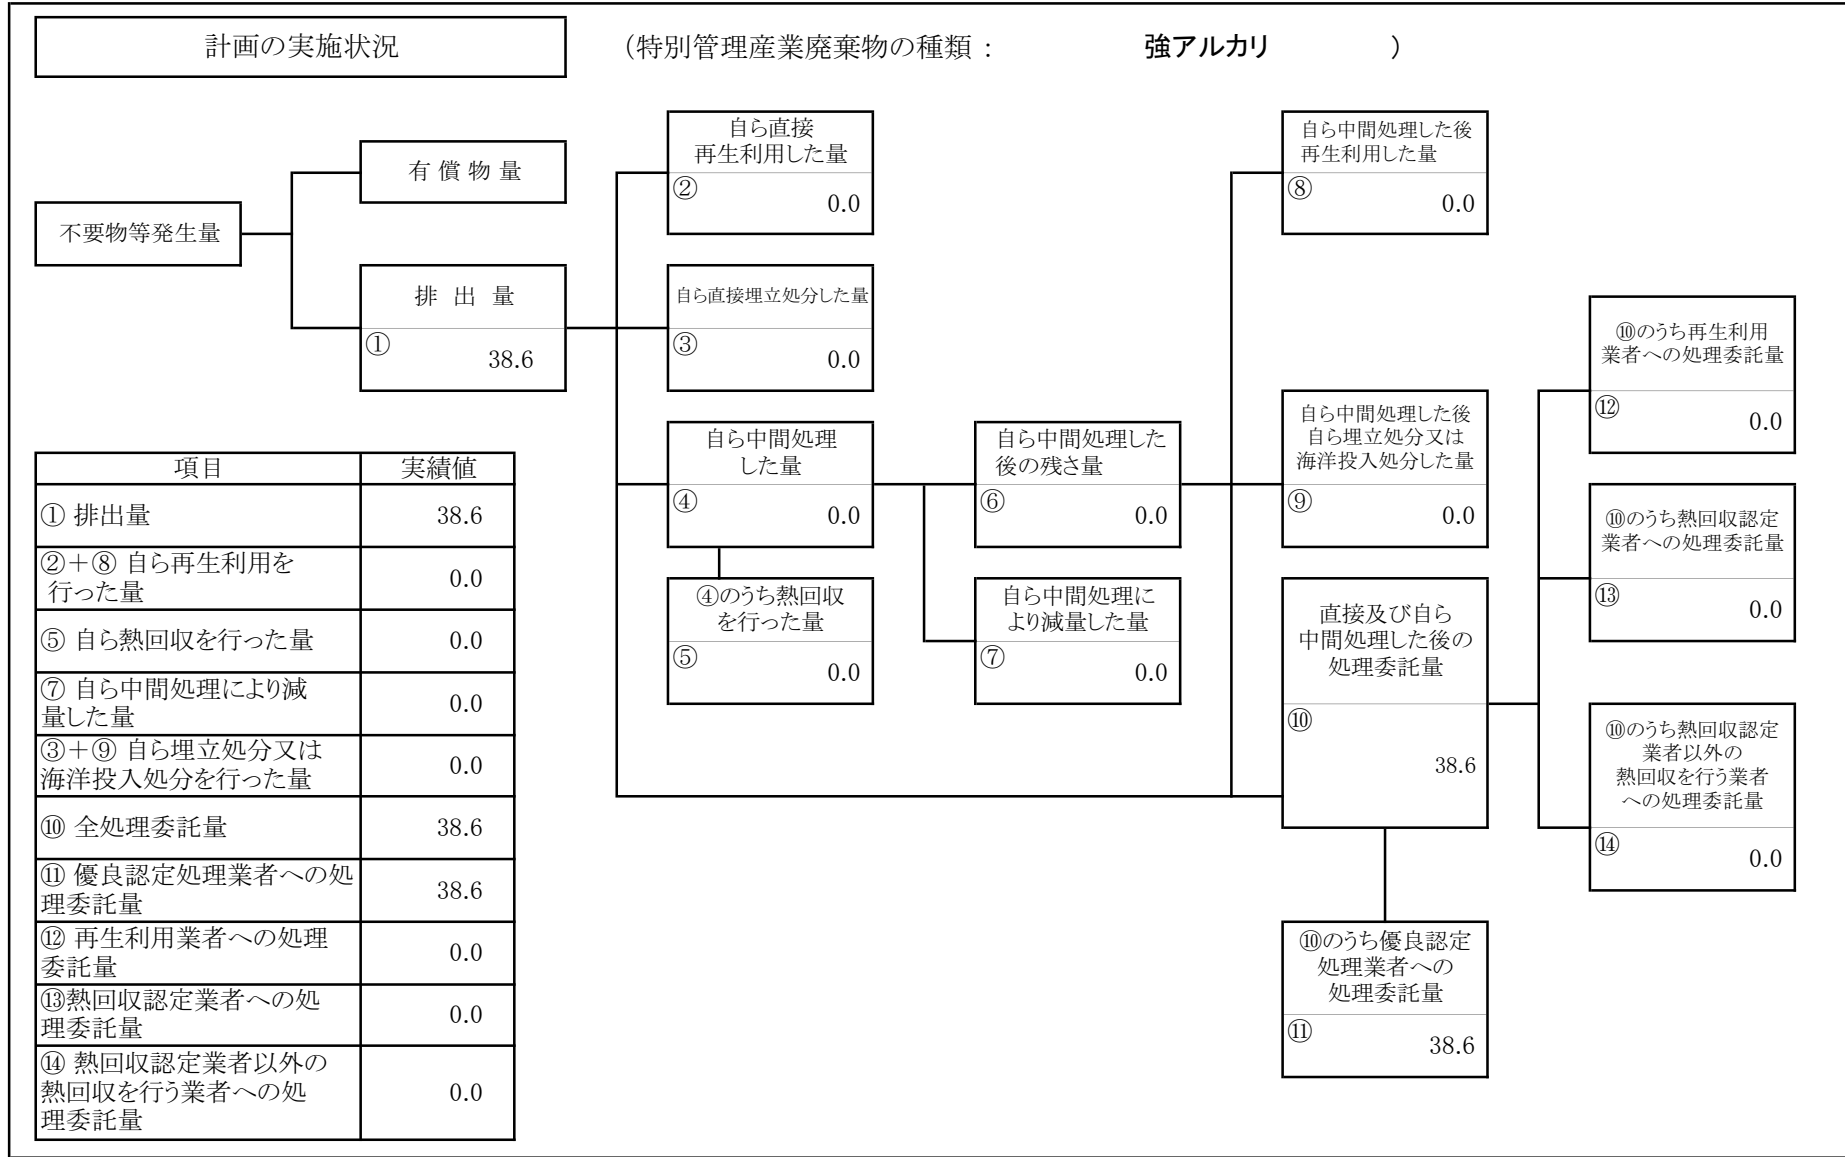 計画の実施状況
（特別管理産業廃棄物の種類： 強アルカリ ）
不要物等発生量
有償物量
排出量
①
38.6
自ら直接
再生利用した量
②
0.0
自ら直接埋立処分した量
③
0.0
自ら中間処理
した量
④
0.0
④のうち熱回収
を行った量
⑤
0.0
自ら中間処理した
後の残さ量
⑥
0.0
自ら中間処理に
より減量した量
⑦
0.0
自ら中間処理した後
再生利用した量
⑧
0.0
自ら中間処理した後
自ら埋立処分又は
海洋投入処分した量
⑨
0.0
直接及び自ら
中間処理した後の
処理委託量
⑩
38.6
⑩のうち優良認定
処理業者への
処理委託量
⑪
38.6
⑩のうち再生利用
業者への処理委託量
⑫
0.0
⑩のうち熱回収認定
業者への処理委託量
⑬
0.0
⑩のうち熱回収認定
業者以外の
熱回収を行う業者
への処理委託量
⑭
0.0
項目 実績値
① 排出量 38.6
②＋⑧ 自ら再生利用を
行った量 0.0
⑤ 自ら熱回収を行った量 0.0
⑦ 自ら中間処理により減
量した量 0.0
③＋⑨ 自ら埋立処分又は
海洋投入処分を行った量 0.0
⑩ 全処理委託量 38.6
⑪ 優良認定処理業者への処
理委託量 38.6
⑫ 再生利用業者への処理
委託量 0.0
⑬熱回収認定業者への処
理委託量 0.0
⑭ 熱回収認定業者以外の
熱回収を行う業者への処
理委託量 0.0